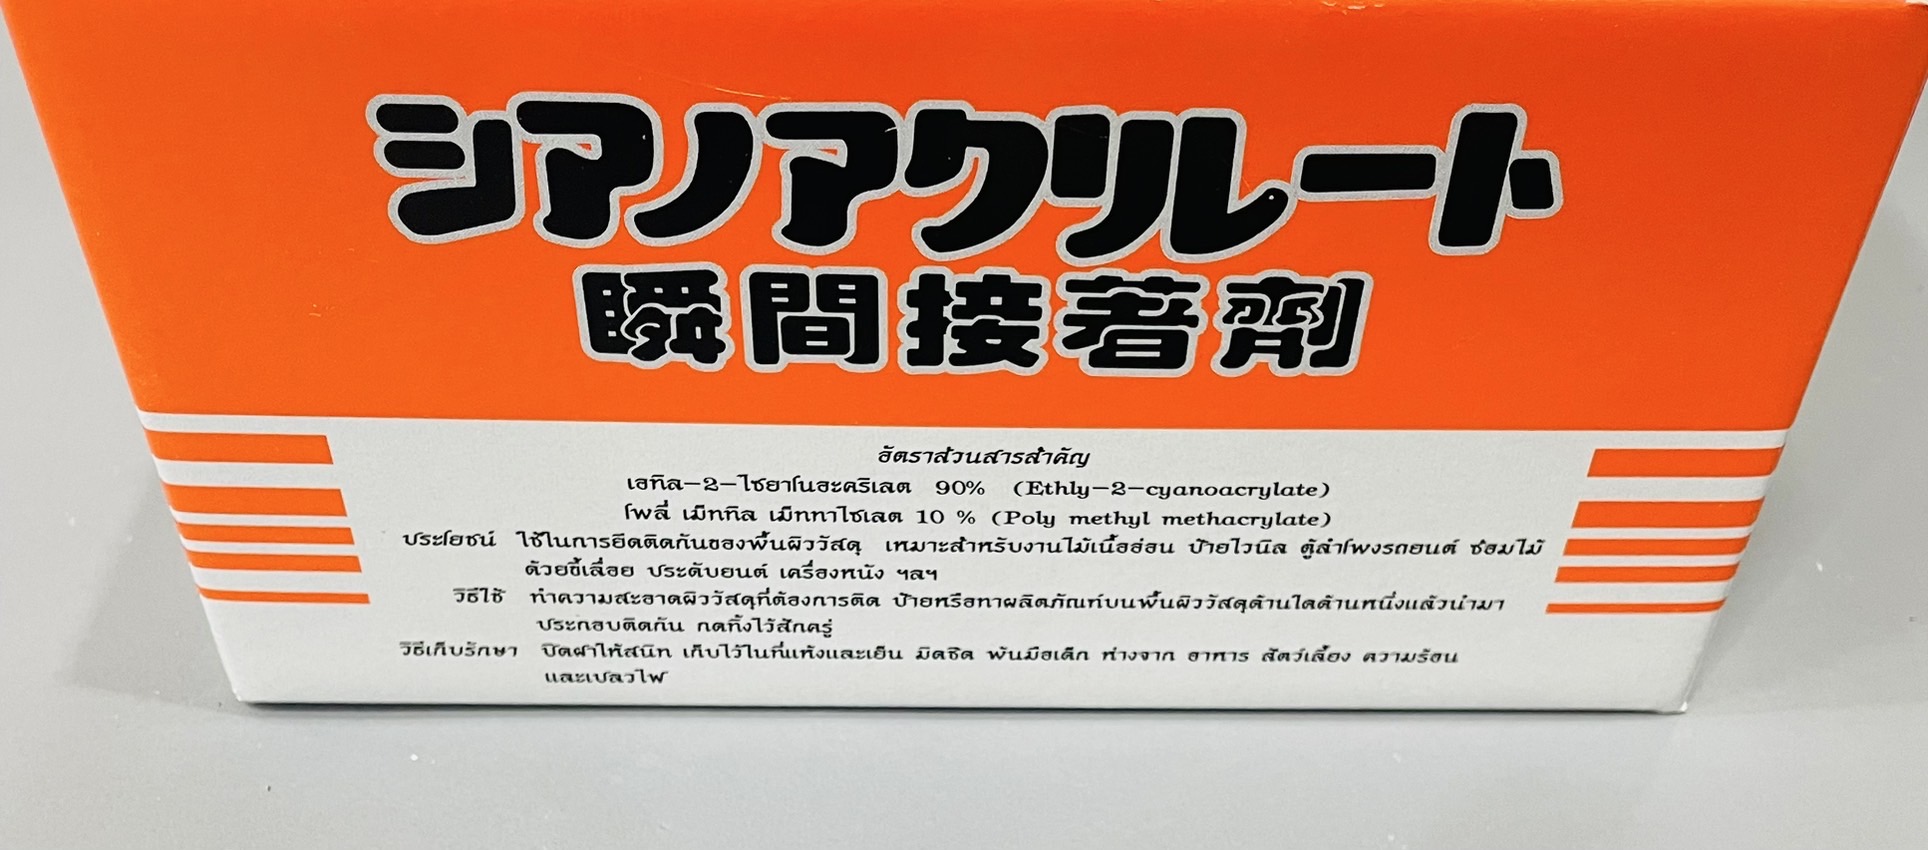 シアノアクリルレート
瞬間接着剤
อัตราส่วนสารสำคัญ
เอทิล-2-ไซยาโนอะคริเลต 90% (Ethly-2-cyanoacrylate)
โพลี่ เม็ททิล เม็ททาไซเลต 10 % (Poly methyl methacrylate)
ประโยชน์ ใช้ในการยึดติดกันของพื้นผิววัสดุ เหมาะสำหรับงานไม้เนื้ออ่อน ป้ายไวนิล ตู้ลำโพงรถยนต์ ซ่อมไม้
ด้วยขี้เลื่อย ประดับยนต์ เครื่องหนัง ฯลฯ
วิธีใช้ ทำความสะอาดผิววัสดุที่ต้องการติด ป้ายหรือทาผลิตภัณฑ์บนพื้นผิววัสดุด้านใดด้านหนึ่งแล้วนำมา
ประกอบติดกัน กดทิ้งไว้สักครู่
วิธีเก็บรักษา ปิดฝาให้สนิท เก็บไว้ในที่แห้งและเย็น มิดชิด พ้นมือเด็ก ห่างจาก อาหาร สัตว์เลี้ยง ความร้อน
และเปลวไฟ